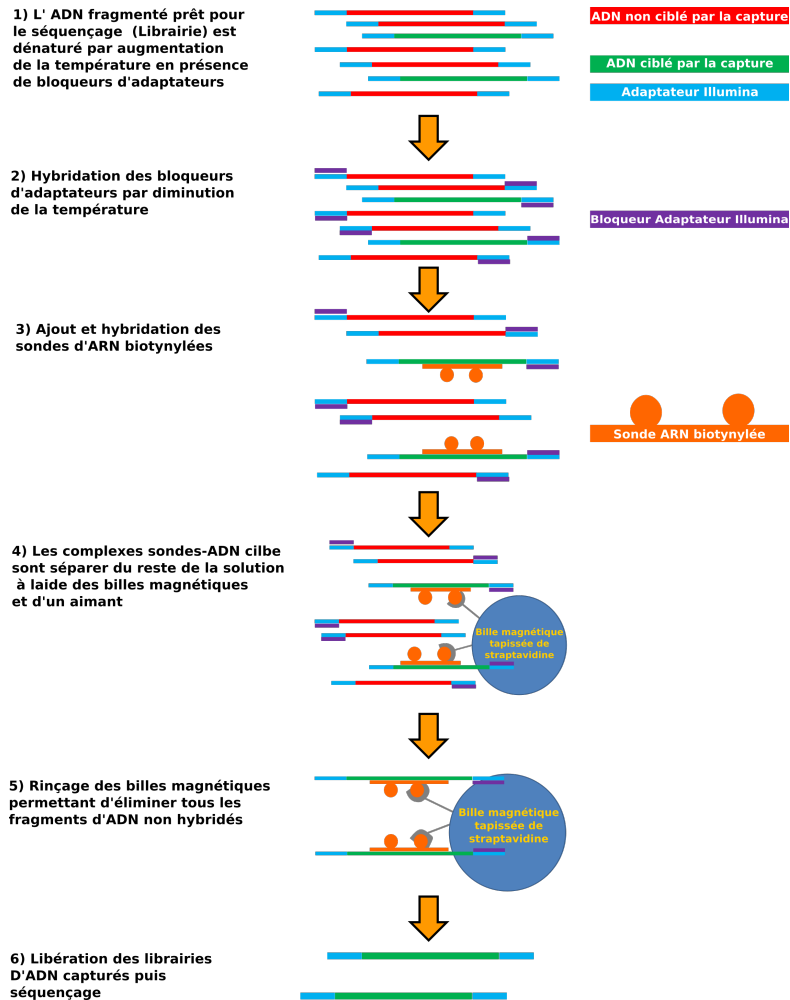 1) L' ADN fragmenté prêt pour
le séquençage (Librairie) est
dénaturé par augmentation
de la température en présence
de bloqueurs d'adaptateurs
ADN non ciblé par la capture
ADN ciblé par la capture
Adaptateur Illumina
2) Hybridation des bloqueurs
d'adaptateurs par diminution
de la température
Bloqueur Adaptateur Illumina
3) Ajout et hybridation des
sondes d'ARN biotynylées
Sonde ARN biotynylée
4) Les complexes sondes-ADN cilbe
sont séparer du reste de la solution
à laide des billes magnétiques
et d'un aimant
Bille magnétique
tapissée de
straptavidine
5) Rinçage des billes magnétiques
permettant d'éliminer tous les
fragments d'ADN non hybridés
Bille magnétique
tapissée de
straptavidine
6) Libération des librairies
D'ADN capturés puis
séquençage